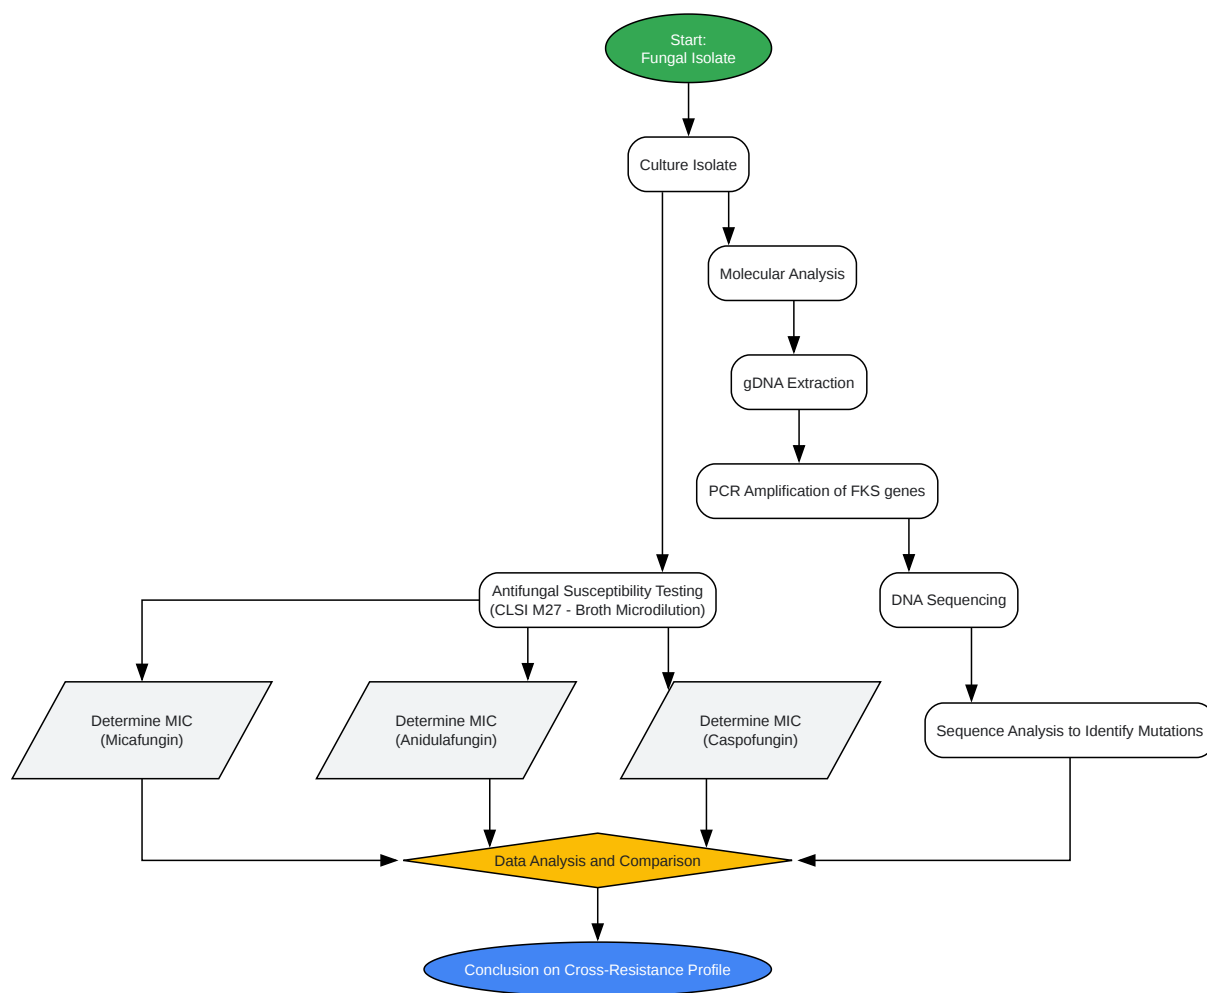 Start:
Fungal Isolate
Culture Isolate
Molecular Analysis
gDNA Extraction
PCR Amplification of FKS genes
Antifungal Susceptibility Testing
(CLSI M27 - Broth Microdilution)
DNA Sequencing
Determine MIC
(Micafungin)
Determine MIC
(Anidulafungin)
Determine MIC
(Caspofungin)
Sequence Analysis to Identify Mutations
Data Analysis and Comparison
Conclusion on Cross-Resistance Profile